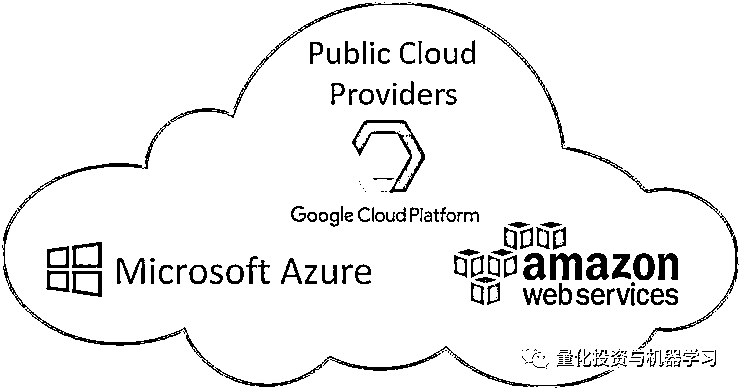 Public Cloud
Providers
Google Cloud Platform
Microsoft Azure
amazon
web services
量化投资与机器学习